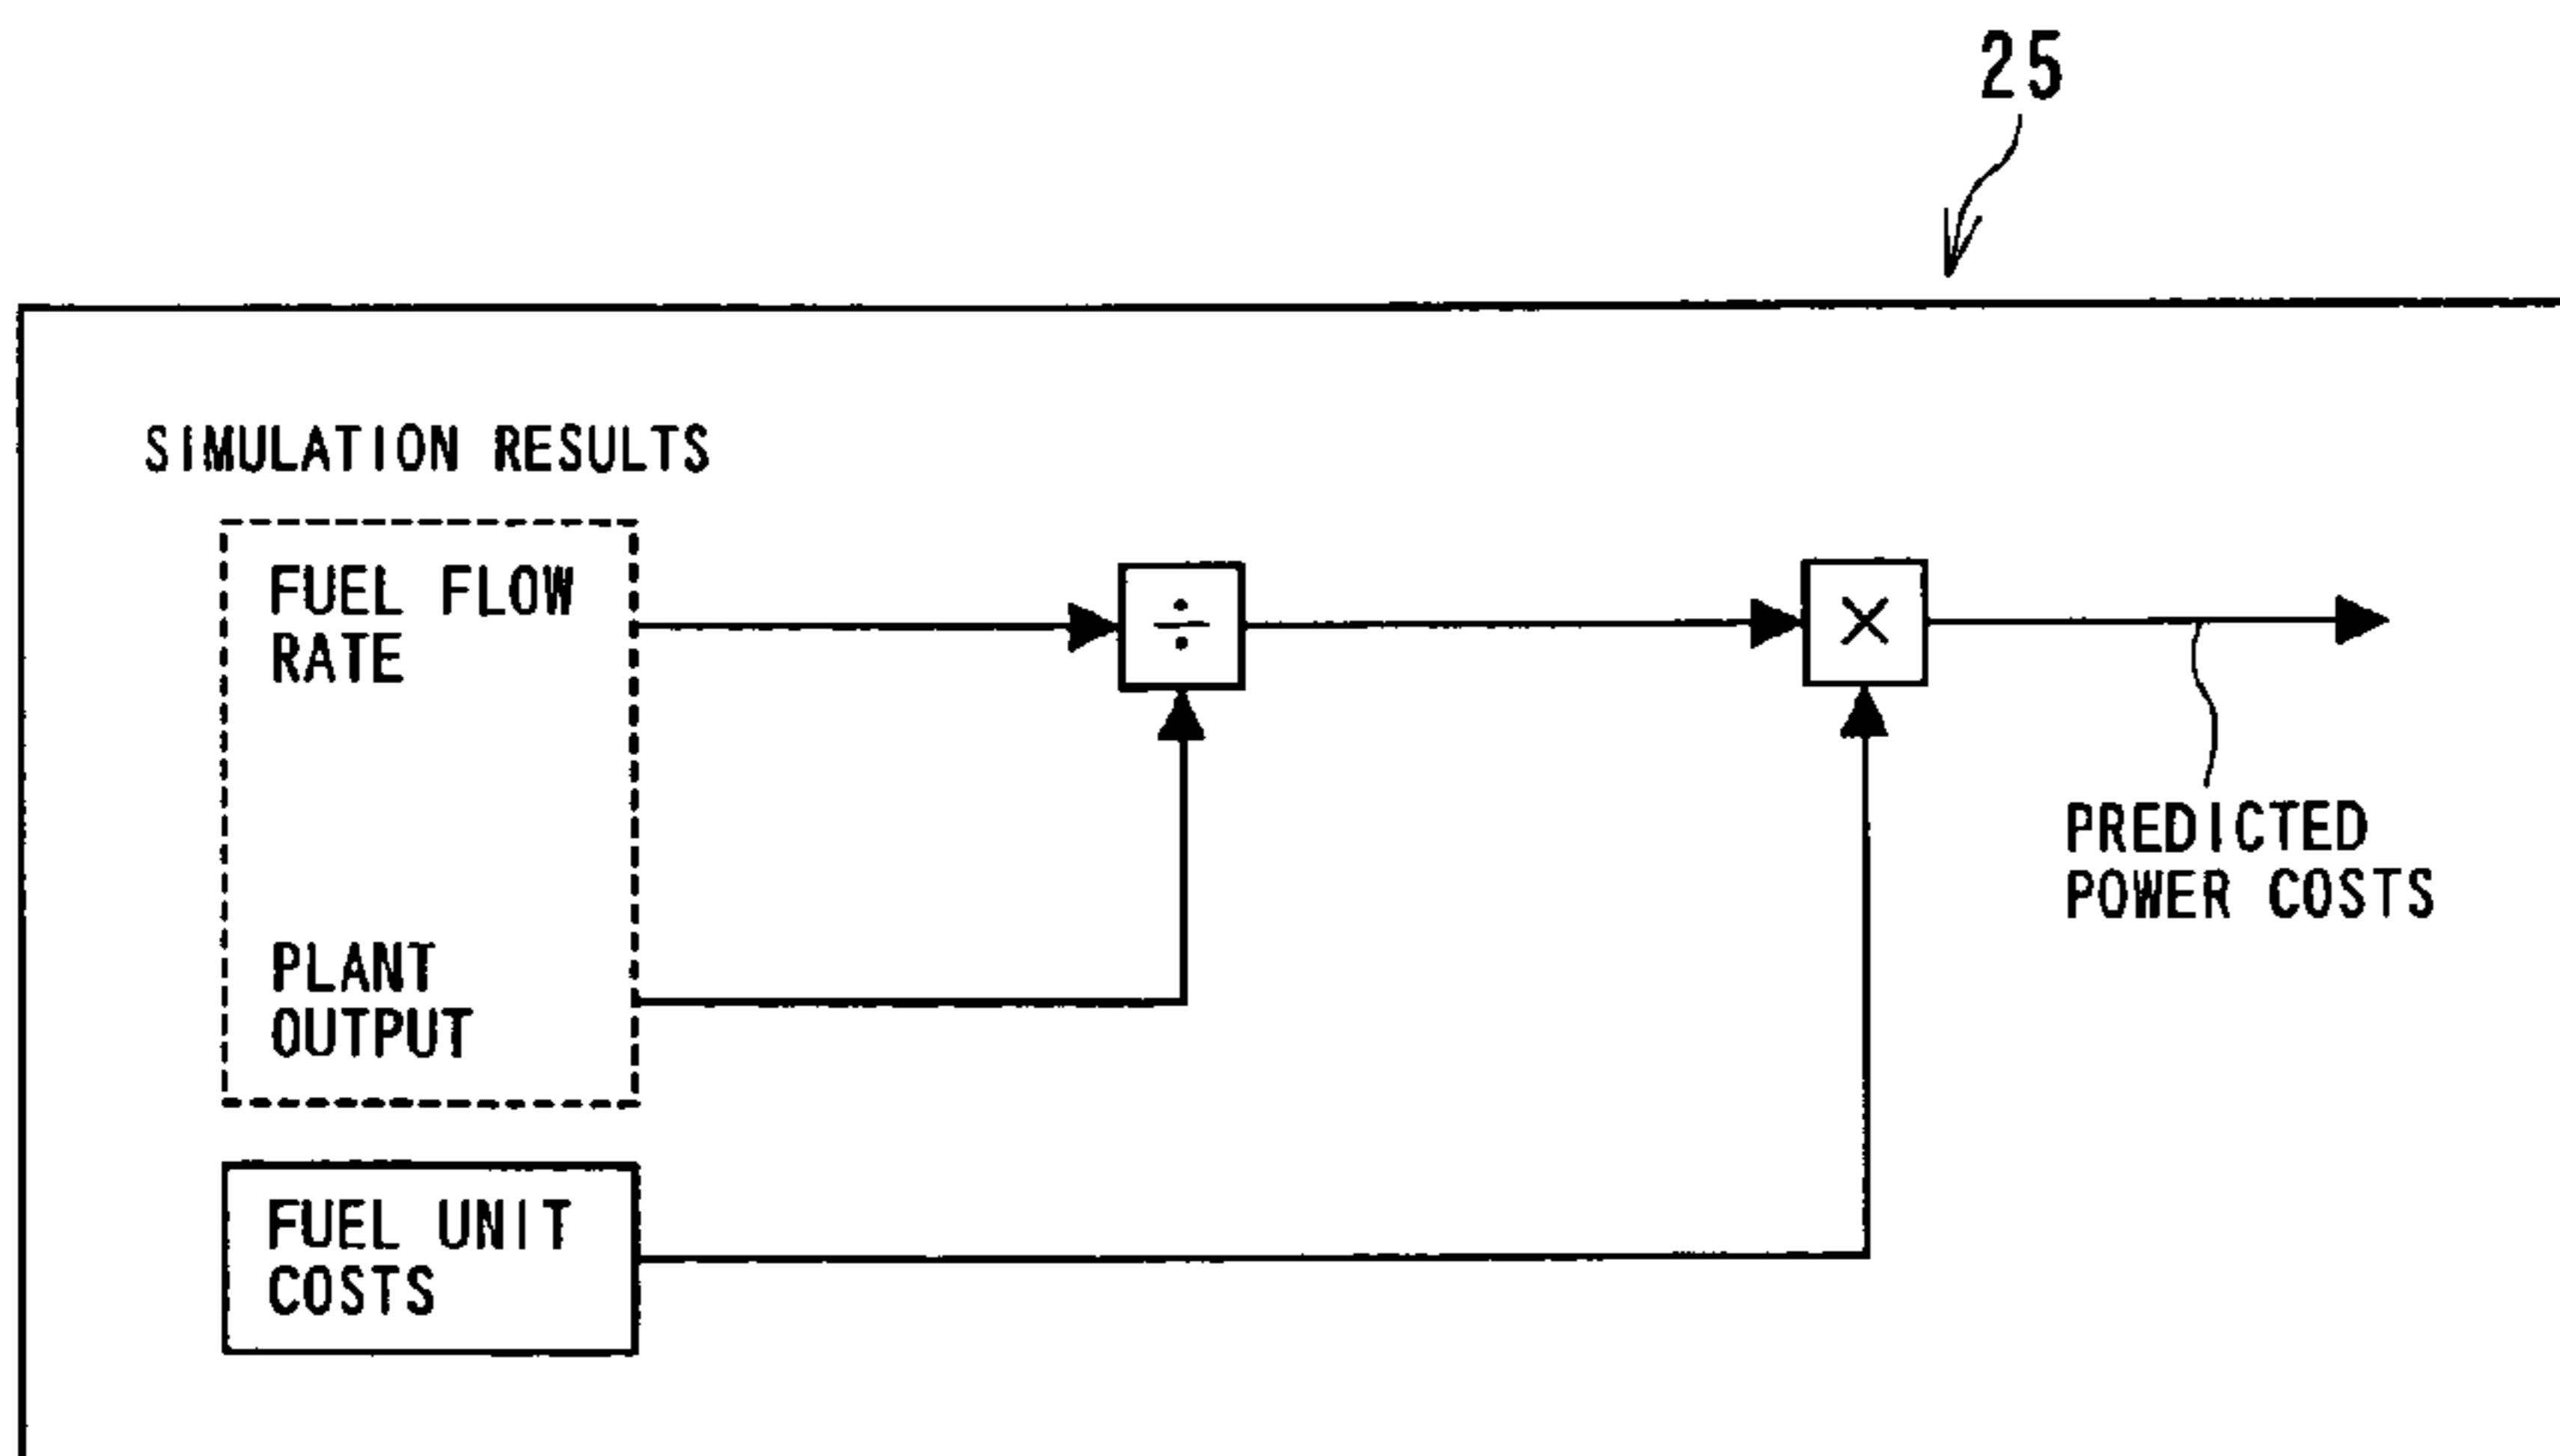 25
SIMULATION RESULTS
FUEL FLOW
RATE
÷
×
PREDICTED
POWER COSTS
PLANT
OUTPUT
FUEL UNIT
COSTS